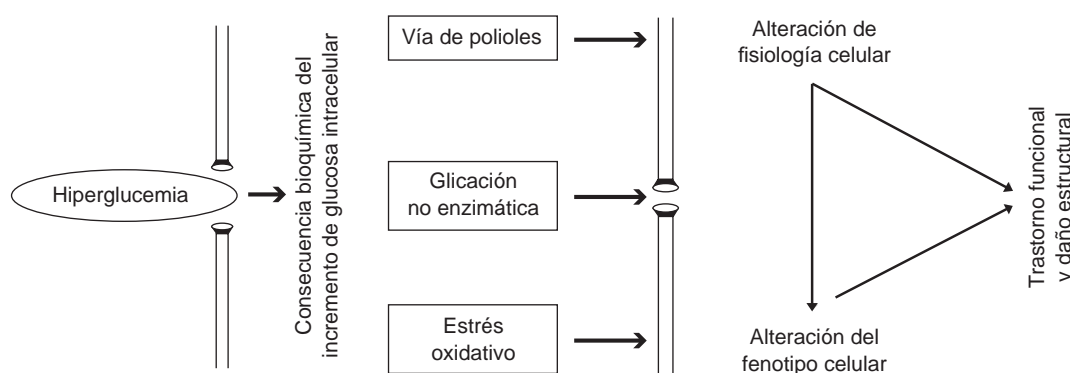 Hiperglucemia
Consecuencia bioquímica del
incremento de glucosa intracelular
Vía de polioles
Glicación
no enzimática
Estrés
oxidativo
Alteración de
fisiología celular
Alteración del
fenotipo celular
Trastorno funcional
y daño estructural